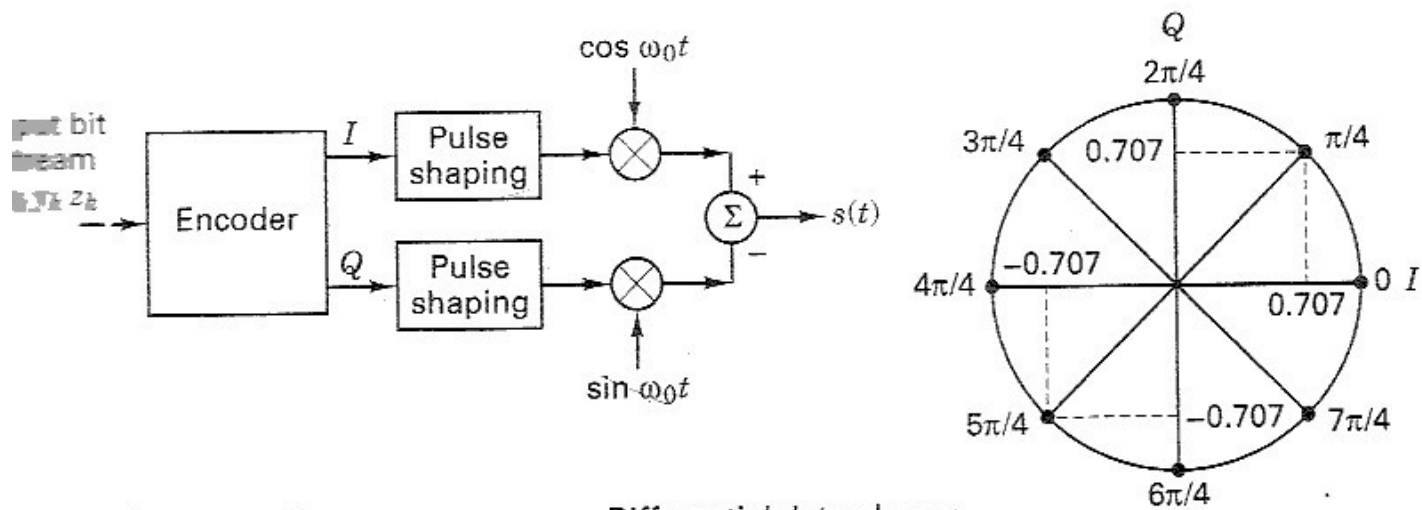 cos ω₀t
bit
I
Pulse
shaping
Encoder
+
Σ
s(t)
−
Q
Pulse
shaping
sin ω₀t
Q
2π/4
3π/4
0.707
π/4
4π/4
−0.707
0.707
0 I
5π/4
−0.707
7π/4
6π/4